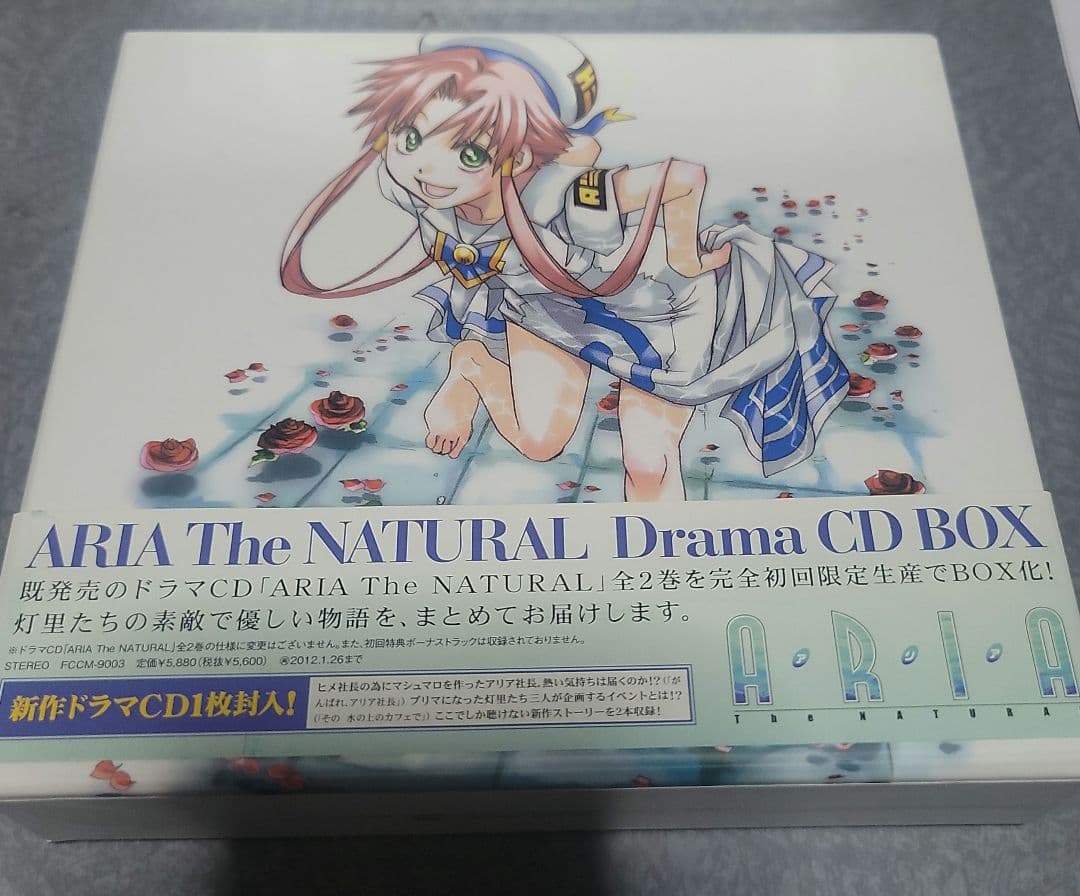 ARIA The NATURAL Drama CD BOX
既発売のドラマCD「ARIA The NATURAL」全2巻を完全初回限定生産でBOX化!
灯里たちの素敵で優しい物語を、まとめてお届けします。
※ドラマCD「ARIA The NATURAL」全2巻の仕様に変更はございません。また、初回特典ボーナストラックは収録されておりません。
STEREO FCCM-9003 定価¥5,880(税抜¥5,600) 2012.1.26まで
新作ドラマCD1枚封入!
ヒメ社長の為にマシュマロを作ったアリア社長。熱い気持ちは届くのか!?(「が
んばれ、アリア社長」) プリマになった灯里たち三人が企画するイベントとは!?
(「その 水の上のカフェで」) ここでしか聴けない新作ストーリーを2本収録!
A・R・I・A
ア リ ア
The NATURA